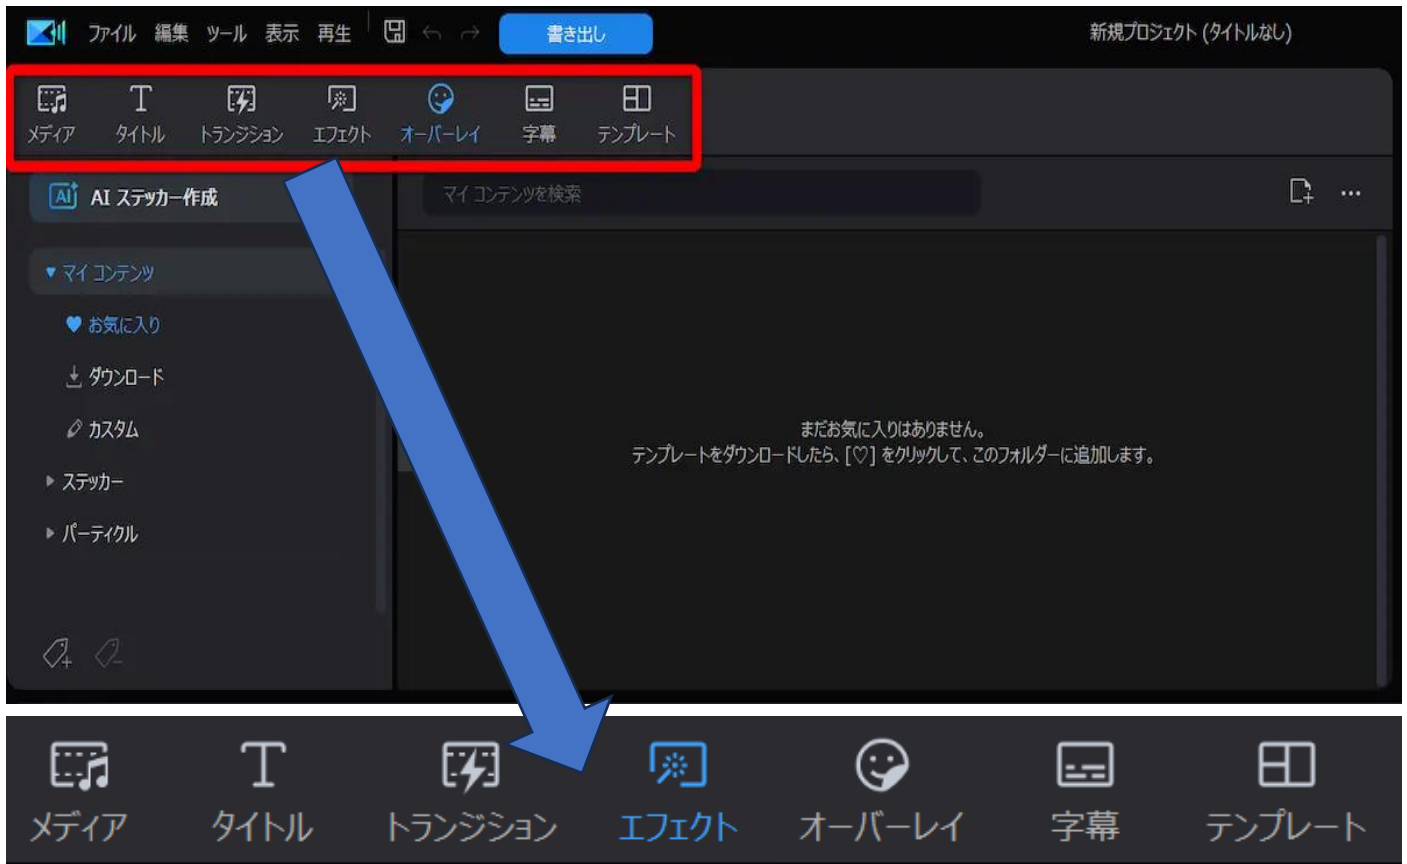 ファイル 編集 ツール 表示 再生 書き出し 新規プロジェクト (タイトルなし)
メディア タイトル トランジション エフェクト オーバーレイ 字幕 テンプレート
AI AI ステッカー作成 マイ コンテンツを検索
マイ コンテンツ
お気に入り
ダウンロード
カスタム
まだお気に入りはありません。
テンプレートをダウンロードしたら、[♡] をクリックして、このフォルダーに追加します。
ステッカー
パーティクル
メディア タイトル トランジション エフェクト オーバーレイ 字幕 テンプレート